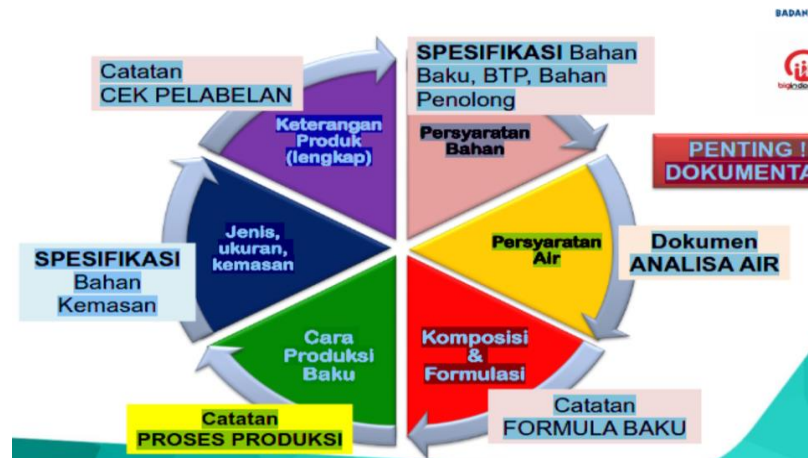 BADAN
Catatan
CEK PELABELAN
SPESIFIKASI Bahan
Baku, BTP, Bahan
Penolong
Keterangan
Produk
(lengkap)
Persyaratan
Bahan
PENTING !
DOKUMENTA
Jenis,
ukuran,
kemasan
Persyaratan
Air
SPESIFIKASI
Bahan
Kemasan
Dokumen
ANALISA AIR
Cara
Produksi
Baku
Komposisi
&
Formulasi
Catatan
PROSES PRODUKSI
Catatan
FORMULA BAKU